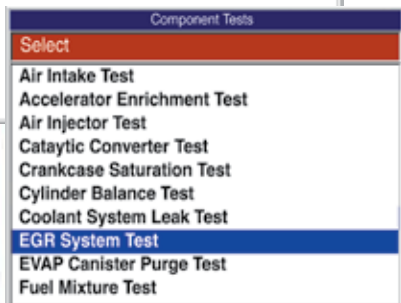 Component Tests
Select
Air Intake Test
Accelerator Enrichment Test
Air Injector Test
Cataytic Converter Test
Crankcase Saturation Test
Cylinder Balance Test
Coolant System Leak Test
EGR System Test
EVAP Canister Purge Test
Fuel Mixture Test